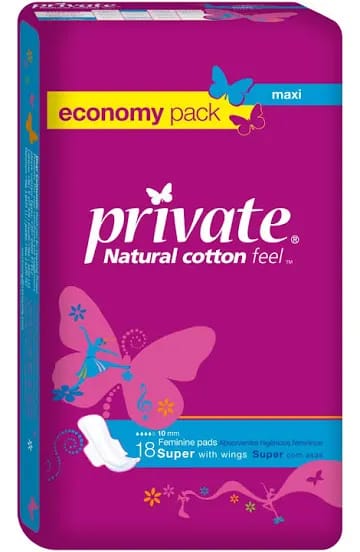 maxi
economy pack
private®
Natural cotton feel™
10 mm
Feminine pads Absorventes higiénicos femininos
18 Super with wings Super com asas